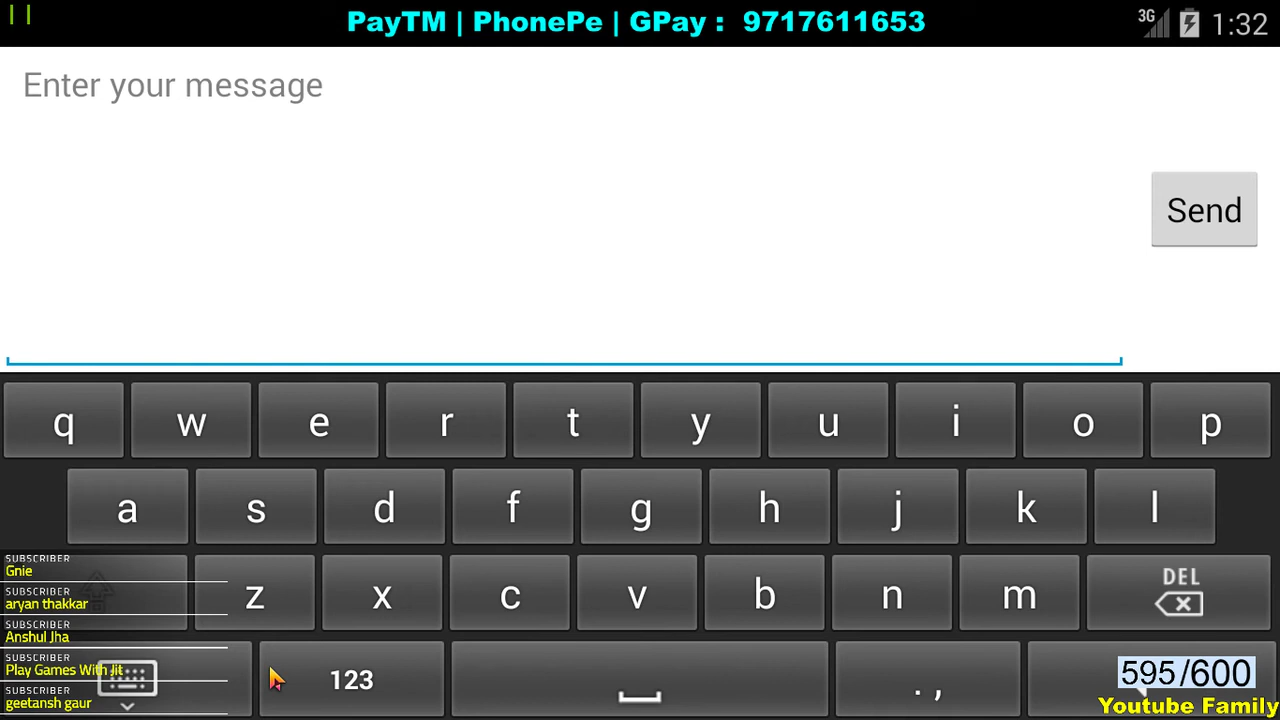 PayTM | PhonePe | GPay : 9717611653
3G 1:32
Enter your message
Send
q w e r t y u i o p
a s d f g h j k l
z x c v b n m DEL
123 . ,
SUBSCRIBER
Gnie
SUBSCRIBER
aryan thakkar
SUBSCRIBER
Anshul Jha
SUBSCRIBER
Play Games With Jit
SUBSCRIBER
geetansh gaur
595/600
Youtube Family